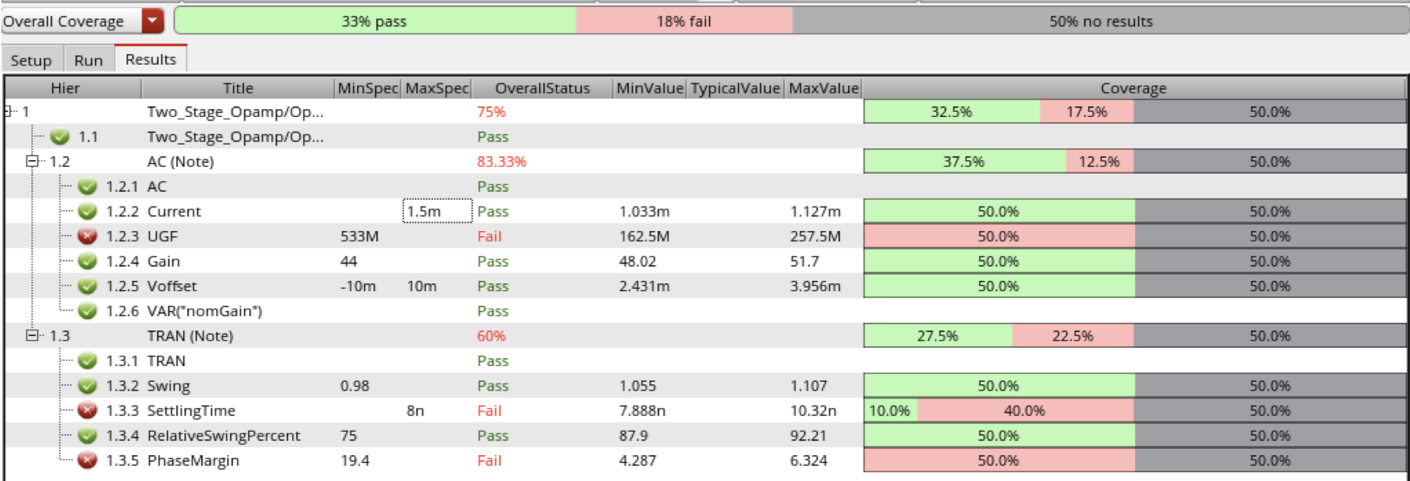 Overall Coverage 33% pass 18% fail 50% no results
Setup Run Results
Hier Title MinSpec MaxSpec OverallStatus MinValue TypicalValue MaxValue Coverage
1 Two_Stage_Opamp/Op... 75% 32.5% 17.5% 50.0%
1.1 Two_Stage_Opamp/Op... Pass
1.2 AC (Note) 83.33% 37.5% 12.5% 50.0%
1.2.1 AC Pass
1.2.2 Current 1.5m Pass 1.033m 1.127m 50.0% 50.0%
1.2.3 UGF 533M Fail 162.5M 257.5M 50.0% 50.0%
1.2.4 Gain 44 Pass 48.02 51.7 50.0% 50.0%
1.2.5 Voffset -10m 10m Pass 2.431m 3.956m 50.0% 50.0%
1.2.6 VAR("nomGain") Pass
1.3 TRAN (Note) 60% 27.5% 22.5% 50.0%
1.3.1 TRAN Pass
1.3.2 Swing 0.98 Pass 1.055 1.107 50.0% 50.0%
1.3.3 SettlingTime 8n Fail 7.888n 10.32n 10.0% 40.0% 50.0%
1.3.4 RelativeSwingPercent 75 Pass 87.9 92.21 50.0% 50.0%
1.3.5 PhaseMargin 19.4 Fail 4.287 6.324 50.0% 50.0%